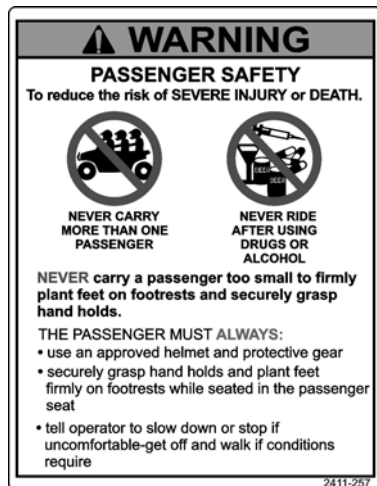 WARNING
PASSENGER SAFETY
To reduce the risk of SEVERE INJURY or DEATH.
NEVER CARRY
MORE THAN ONE
PASSENGER
NEVER RIDE
AFTER USING
DRUGS OR
ALCOHOL
BEER
BEER
NEVER carry a passenger too small to firmly
plant feet on footrests and securely grasp
hand holds.
THE PASSENGER MUST ALWAYS:
• use an approved helmet and protective gear
• securely grasp hand holds and plant feet
firmly on footrests while seated in the passenger
seat
• tell operator to slow down or stop if
uncomfortable-get off and walk if conditions
require
2411-257